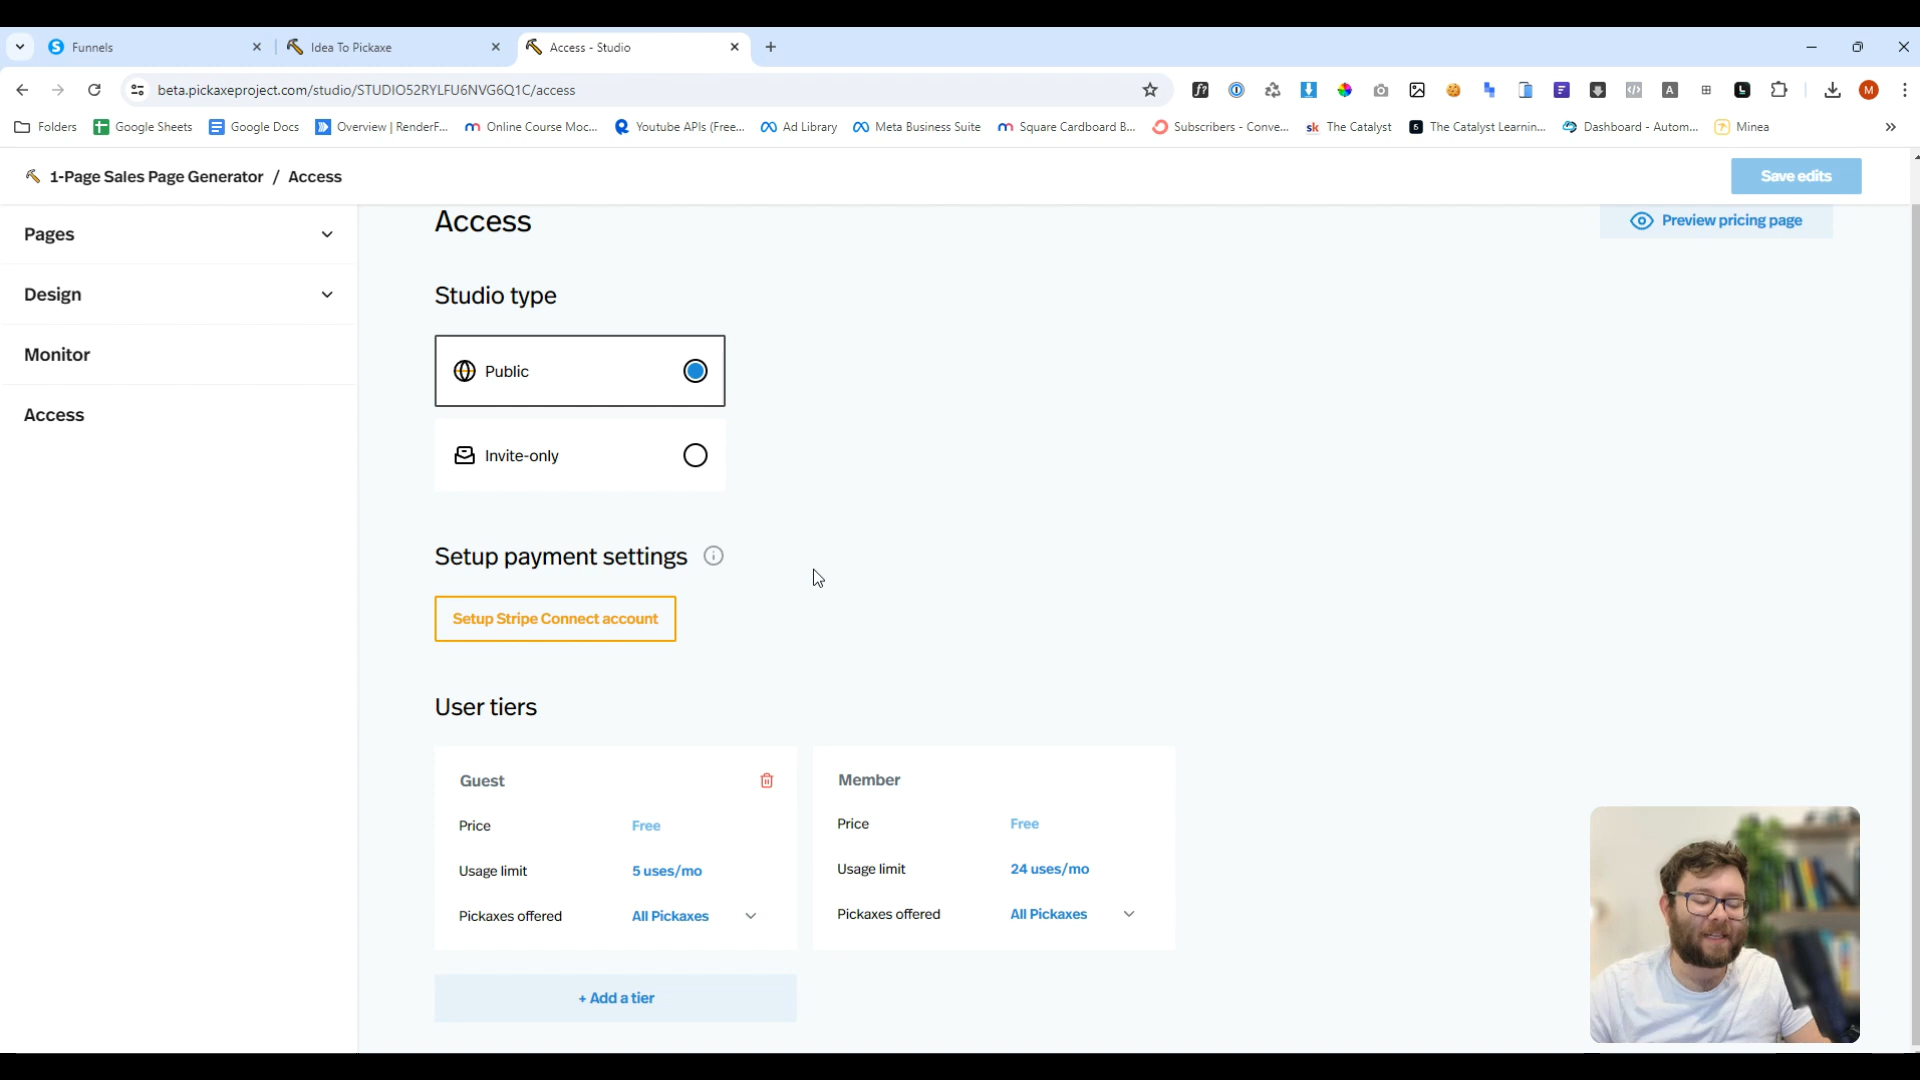 Funnels
Idea To Pickaxe
Access - Studio
beta.pickaxeproject.com/studio/STUDIO52RYLFU6NVG6Q1C/access
Folders
Google Sheets
Google Docs
Overview | RenderF...
Online Course Moc...
Youtube APIs (Free...
Ad Library
Meta Business Suite
Square Cardboard B...
Subscribers - Conve...
sk The Catalyst
The Catalyst Learnin...
Dashboard - Autom...
Minea
1-Page Sales Page Generator / Access
Save edits
Pages
Design
Monitor
Access
Access
Preview pricing page
Studio type
Public
Invite-only
Setup payment settings
Setup Stripe Connect account
User tiers
Guest
Price Free
Usage limit 5 uses/mo
Pickaxes offered All Pickaxes
Member
Price Free
Usage limit 24 uses/mo
Pickaxes offered All Pickaxes
+ Add a tier